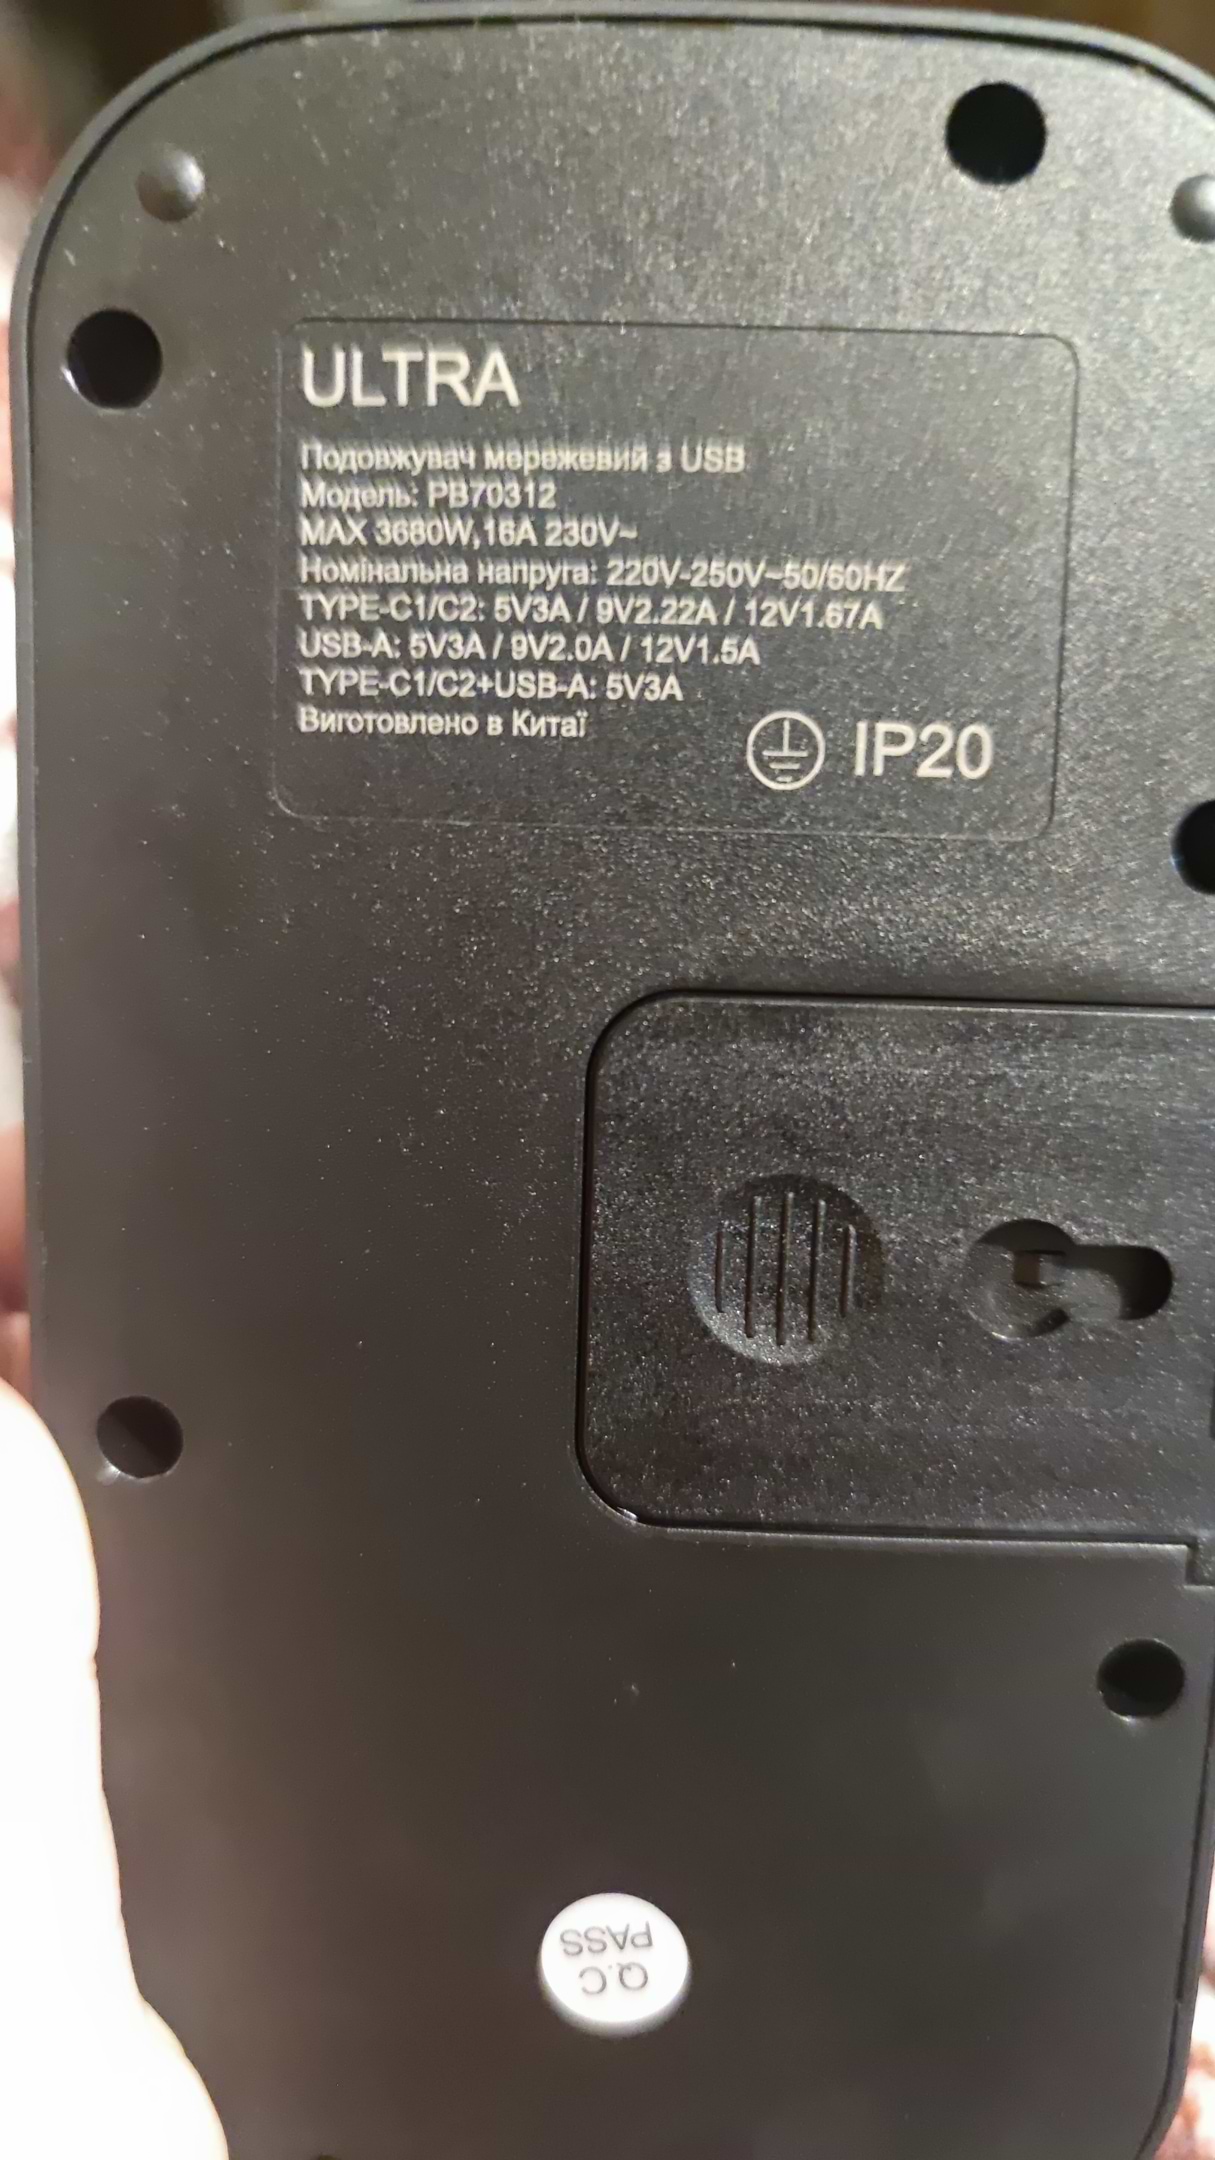 ULTRA
Подовжувач мережевий з USB
Модель: PB70312
MAX 3680W,16A 230V~
Номінальна напруга: 220V-250V~50/60HZ
TYPE-C1/C2: 5V3A / 9V2.22A / 12V1.67A
USB-A: 5V3A / 9V2.0A / 12V1.5A
TYPE-C1/C2+USB-A: 5V3A
Виготовлено в Китаї
IP20
Q.C
PASS